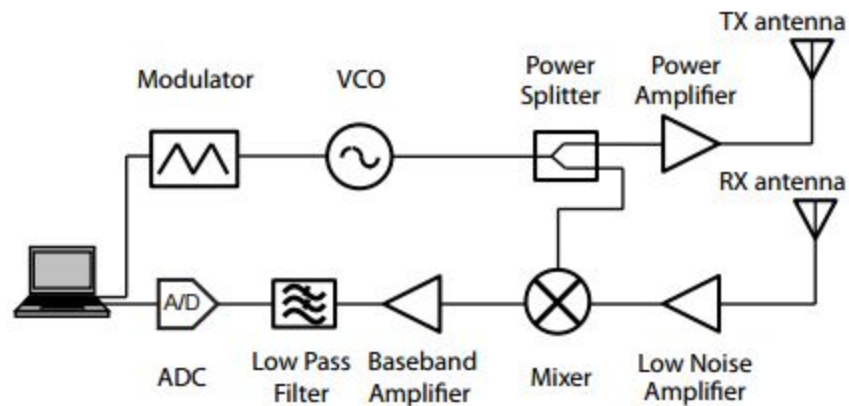 TX antenna
Modulator
VCO
Power
Splitter
Power
Amplifier
RX antenna
A/D
ADC
Low Pass
Filter
Baseband
Amplifier
Mixer
Low Noise
Amplifier